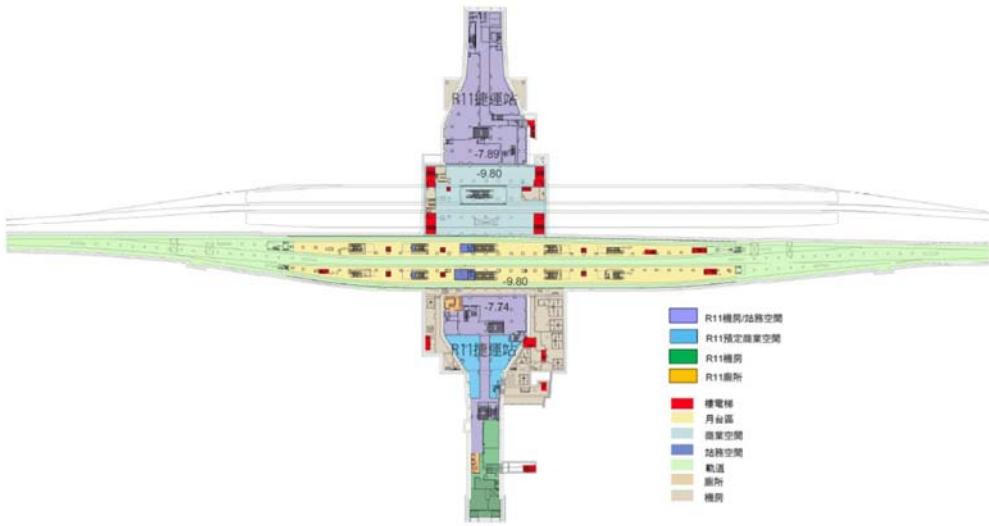 R11捷運站
-7.89
-9.80
-9.80
-7.74
R11捷運站
R11機房/站務空間
R11預定商業空間
R11機房
R11廁所
樓電梯
月台區
商業空間
站務空間
軌道
廁所
機房